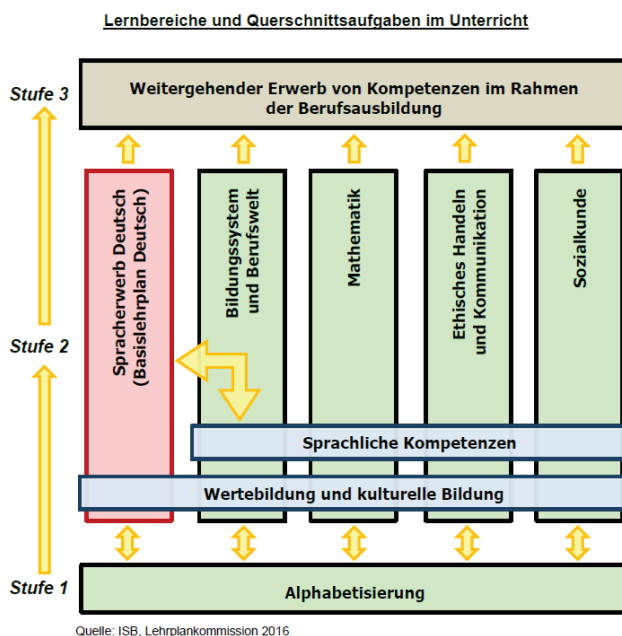 Lernbereiche und Querschnittsaufgaben im Unterricht
Stufe 3
Weitergehender Erwerb von Kompetenzen im Rahmen
der Berufsausbildung
Stufe 2
Spracherwerb Deutsch
(Basislehrplan Deutsch)
Bildungssystem
und Berufswelt
Mathematik
Ethisches Handeln
und Kommunikation
Sozialkunde
Sprachliche Kompetenzen
Wertebildung und kulturelle Bildung
Stufe 1
Alphabetisierung
Quelle: ISB, Lehrplankommission 2016